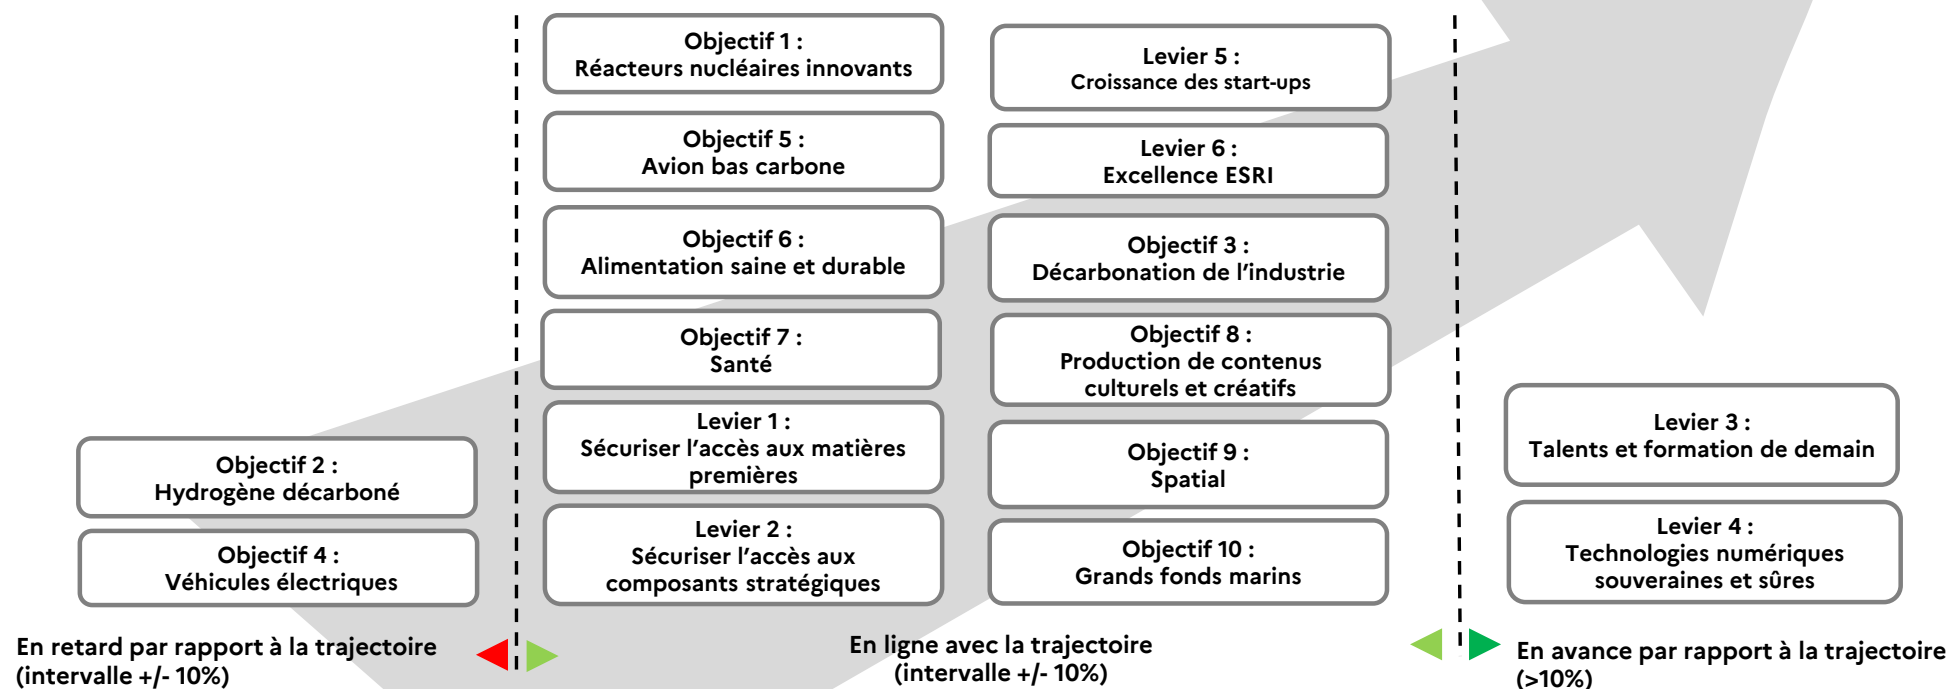 Objectif 2 :
Hydrogène décarboné
Objectif 4 :
Véhicules électriques
En retard par rapport à la trajectoire
(intervalle +/- 10%)
Objectif 1 :
Réacteurs nucléaires innovants
Objectif 5 :
Avion bas carbone
Objectif 6 :
Alimentation saine et durable
Objectif 7 :
Santé
Levier 1 :
Sécuriser l’accès aux matières
premières
Levier 2 :
Sécuriser l’accès aux
composants stratégiques
Levier 5 :
Croissance des start-ups
Levier 6 :
Excellence ESRI
Objectif 3 :
Décarbonation de l’industrie
Objectif 8 :
Production de contenus
culturels et créatifs
Objectif 9 :
Spatial
Objectif 10 :
Grands fonds marins
En ligne avec la trajectoire
(intervalle +/- 10%)
Levier 3 :
Talents et formation de demain
Levier 4 :
Technologies numériques
souveraines et sûres
En avance par rapport à la trajectoire
(>10%)